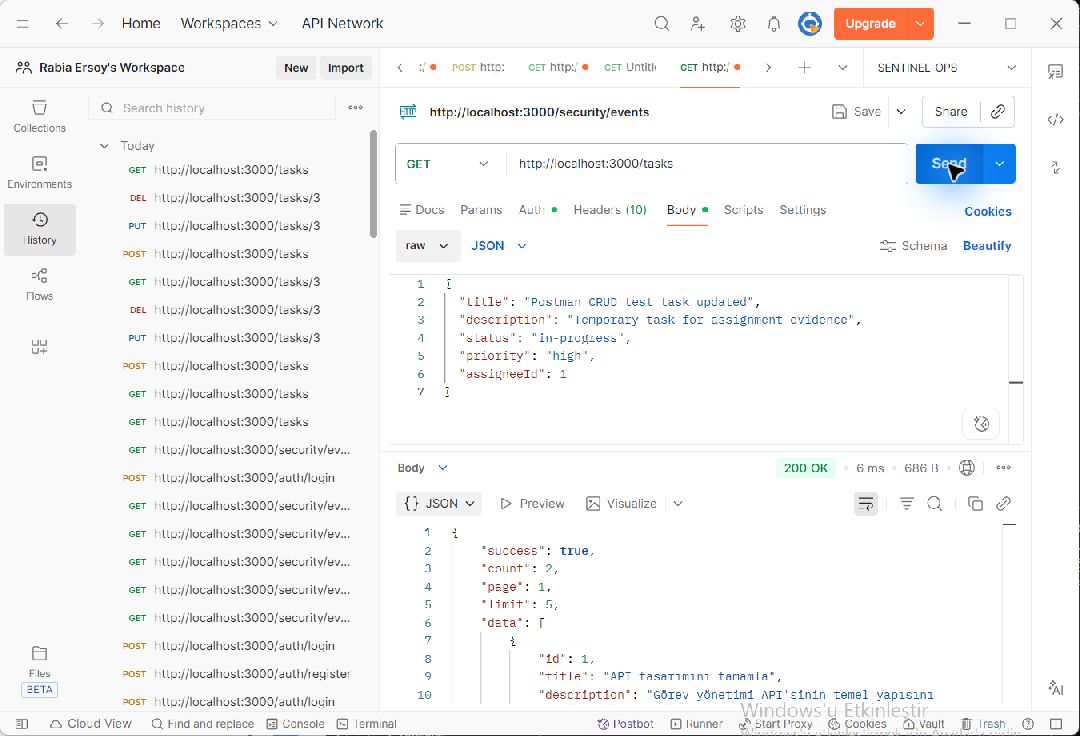 Home Workspaces API Network Upgrade
Rabia Ersoy's Workspace New Import
POST http: GET http:/ GET Untitle GET http:/ SENTINEL-OPS
Search history
Collections
Environments
History
Flows
Files
BETA
Today
GET http://localhost:3000/tasks
DEL http://localhost:3000/tasks/3
PUT http://localhost:3000/tasks/3
POST http://localhost:3000/tasks
GET http://localhost:3000/tasks/3
DEL http://localhost:3000/tasks/3
PUT http://localhost:3000/tasks/3
POST http://localhost:3000/tasks
GET http://localhost:3000/tasks
GET http://localhost:3000/tasks
GET http://localhost:3000/security/ev...
POST http://localhost:3000/auth/login
GET http://localhost:3000/security/ev...
GET http://localhost:3000/security/ev...
GET http://localhost:3000/security/ev...
GET http://localhost:3000/security/ev...
GET http://localhost:3000/security/ev...
POST http://localhost:3000/auth/login
POST http://localhost:3000/auth/register
POST http://localhost:3000/auth/login
http://localhost:3000/security/events Save Share
GET http://localhost:3000/tasks Send
Docs Params Auth Headers (10) Body Scripts Settings Cookies
raw JSON Schema Beautify
1 {
2 "title": "Postman CRUD test task updated",
3 "description": "Temporary task for assignment evidence",
4 "status": "in-progress",
5 "priority": "high",
6 "assigneeId": 1
7 }
Body 200 OK • 6 ms • 686 B
{} JSON Preview Visualize
1 {
2 "success": true,
3 "count": 2,
4 "page": 1,
5 "limit": 5,
6 "data": [
7 {
8 "id": 1,
9 "title": "API tasarımını tamamla",
10 "description": "Görev yönetimi API'sinin temel yapısını
Windows'u Etkinleştir
Cloud View Find and replace Console Terminal Postbot Runner Start Proxy Cookies Vault Trash